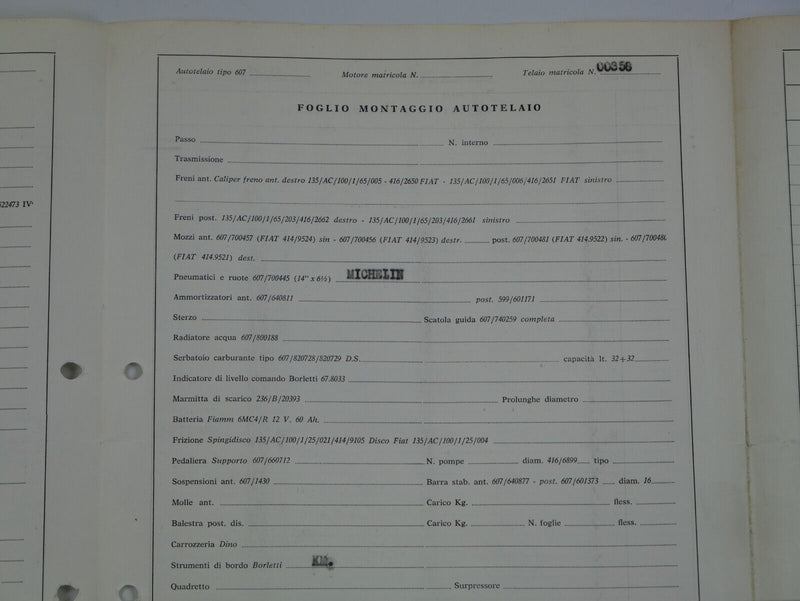 Autotelaio tipo 607 Motore matricola N. Telaio matricola N. 00356
FOGLIO MONTAGGIO AUTOTELAIO
Passo N. interno
Trasmissione
Freni ant. Caliper freno ant. destro 135/AC/100/1/65/005 - 416/2650 FIAT - 135/AC/100/1/65/006/416/2651 FIAT sinistro
522473 IV°
Freni post. 135/AC/100/1/65/203/416/2662 destro - 135/AC/100/1/65/203/416/2661 sinistro
Mozzi ant. 607/700457 (FIAT 414/9524) sin - 607/700456 (FIAT 414/9523) destr. post. 607/700481 (FIAT 414.9522) sin. - 607/700480
(FIAT 414.9521) dest.
Pneumatici e ruote 607/700445 (14" x 6½) MICHELIN
Ammortizzatori ant. 607/640811 post. 599/601171
Sterzo Scatola guida 607/740259 completa
Radiatore acqua 607/800188
Serbatoio carburante tipo 607/820728/820729 D.S. capacità lt. 32+32
Indicatore di livello comando Borletti 67.8033
Marmitta di scarico 236/B/20393 Prolunghe diametro
Batteria Fiamm 6MC4/R 12 V. 60 Ah.
Frizione Spingidisco 135/AC/100/1/25/021/414/9105 Disco Fiat 135/AC/100/1/25/004
Pedaliera Supporto 607/660712 N. pompe diam. 416/6899 tipo
Sospensioni ant. 607/1430 Barra stab. ant. 607/640877 - post. 607/601373 diam. 16
Molle ant. Carico Kg. fless.
Balestra post. dis. Carico Kg. N. foglie fless.
Carrozzeria Dino
Strumenti di bordo Borletti KM.
Quadretto Surpressore